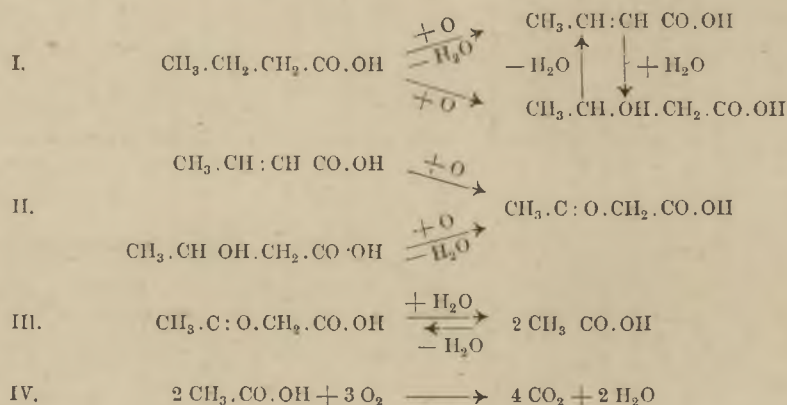 + O CH₃.CH:CH CO.OH
I. CH₃.CH₂.CH₂.CO.OH − H₂O − H₂O + H₂O
+ O CH₃.CH.OH.CH₂.CO.OH
CH₃.CH:CH CO.OH + O
II. CH₃.C:O.CH₂.CO.OH
CH₃.CH OH.CH₂.CO·OH + O − H₂O
III. CH₃.C:O.CH₂.CO.OH + H₂O − H₂O 2 CH₃ CO.OH
IV. 2 CH₃.CO.OH + 3 O₂ ⟶ 4 CO₂ + 2 H₂O